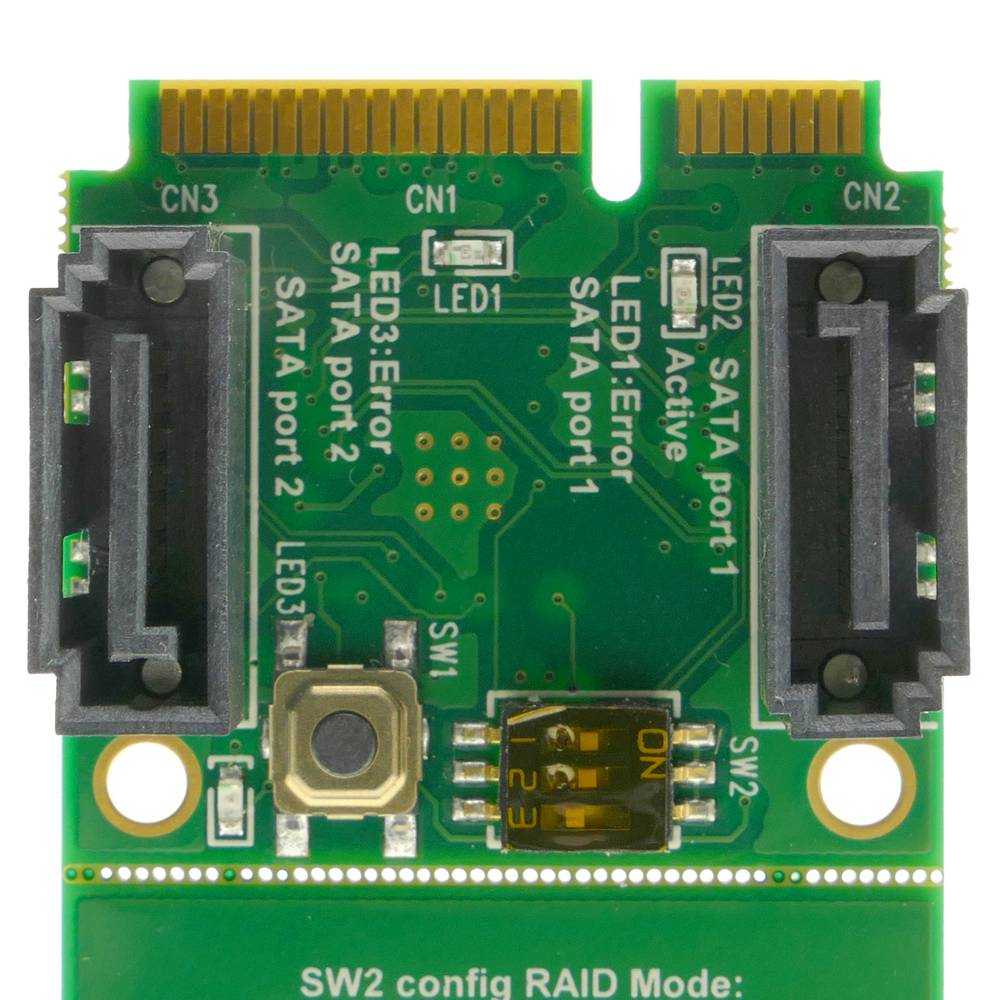 CN3
CN1
CN2
LED1
LED3:Error
SATA port 2
SATA port 2
LED1:Error
SATA port 1
LED2 SATA port 1
Active
LED3
SW1
SW2
ON
1 2 3
SW2 config RAID Mode: